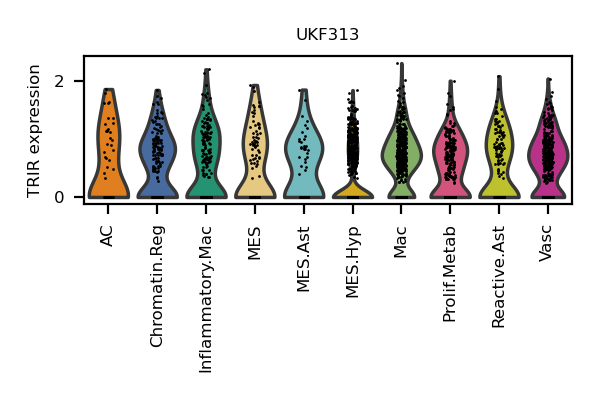 UKF313
TRIR expression
2
0
AC
Chromatin.Reg
Inflammatory.Mac
MES
MES.Ast
MES.Hyp
Mac
Prolif.Metab
Reactive.Ast
Vasc